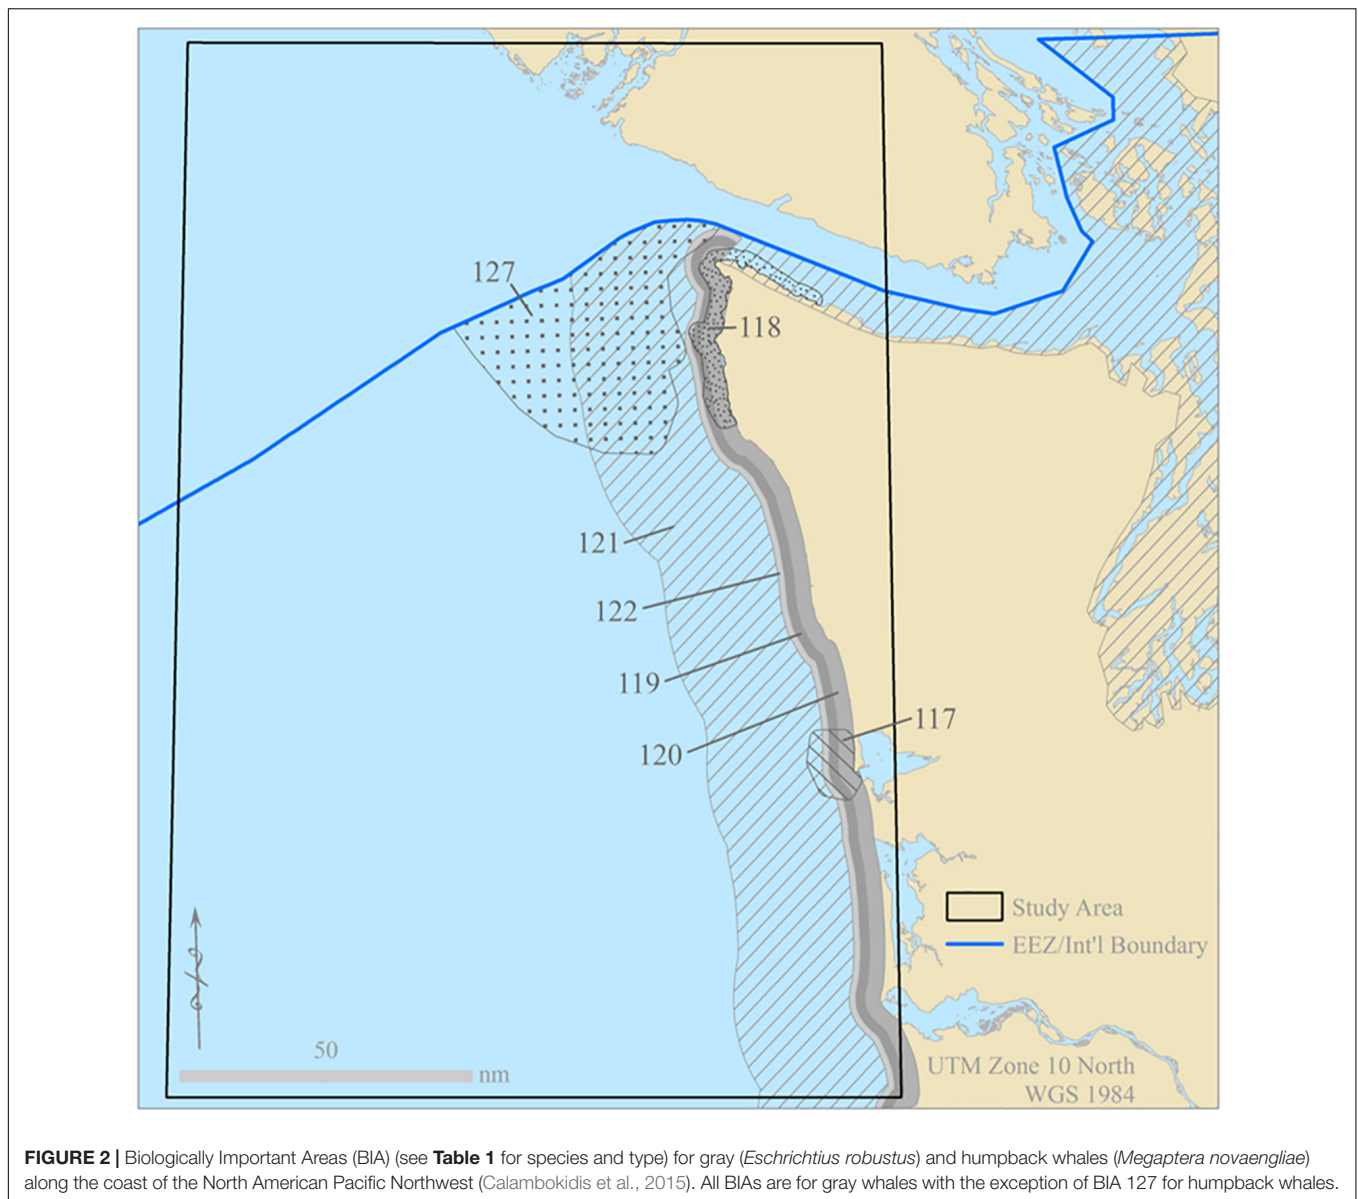 127
118
121
122
119
117
120
Study Area
EEZ/Int'l Boundary
50
nm
UTM Zone 10 North
WGS 1984
FIGURE 2 | Biologically Important Areas (BIA) (see Table 1 for species and type) for gray (Eschrichtius robustus) and humpback whales (Megaptera novaengliae)
along the coast of the North American Pacific Northwest (Calambokidis et al., 2015). All BIAs are for gray whales with the exception of BIA 127 for humpback whales.